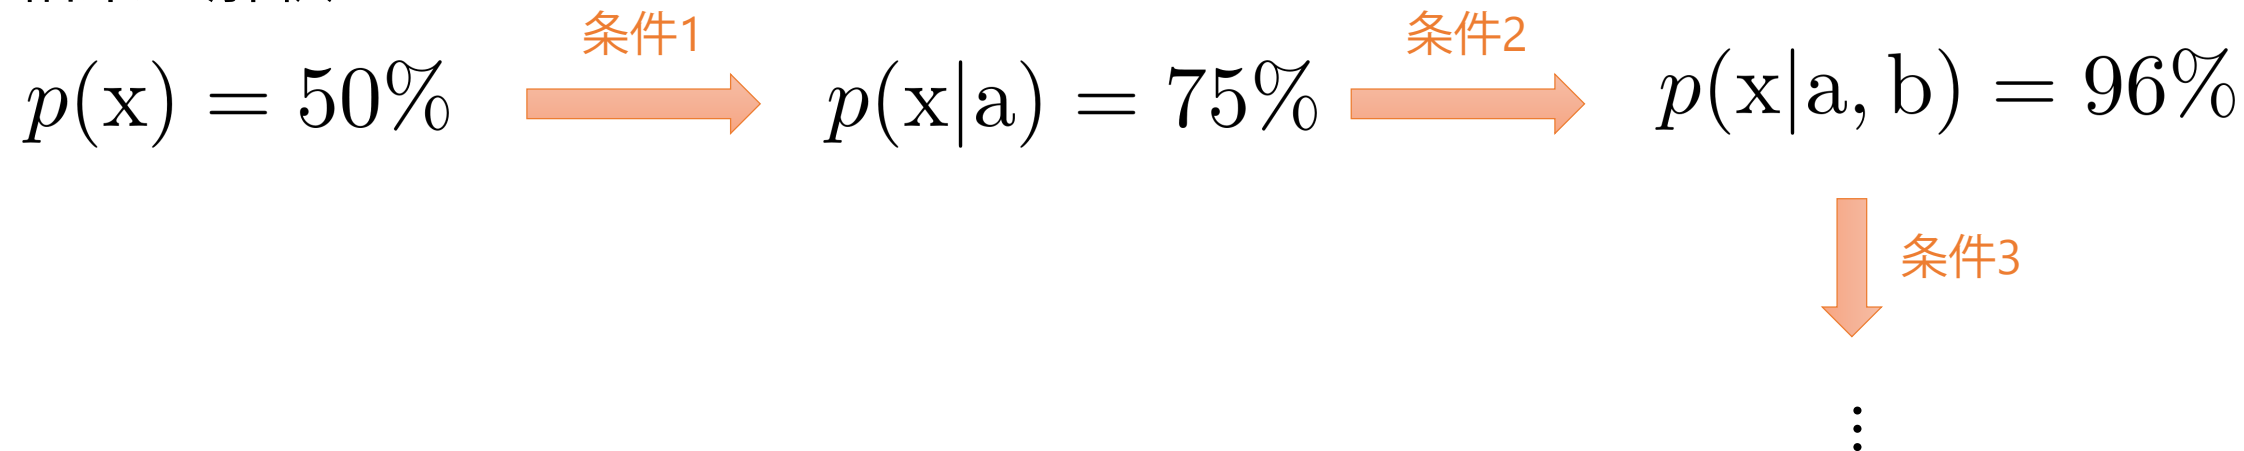 条件1
条件2
p(x) = 50%
p(x|a) = 75%
p(x|a, b) = 96%
条件3
⋮